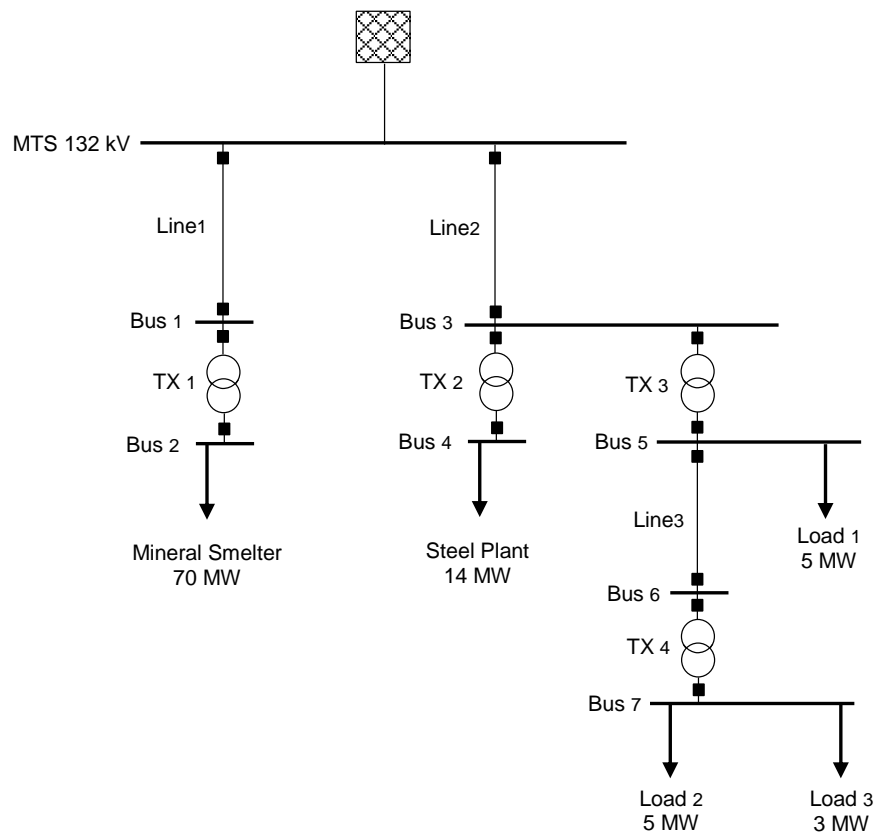 MTS 132 kV
Line1
Line2
Bus 1
Bus 3
TX 1
TX 2
TX 3
Bus 2
Bus 4
Bus 5
Mineral Smelter
70 MW
Steel Plant
14 MW
Line3
Load 1
5 MW
Bus 6
TX 4
Bus 7
Load 2
5 MW
Load 3
3 MW